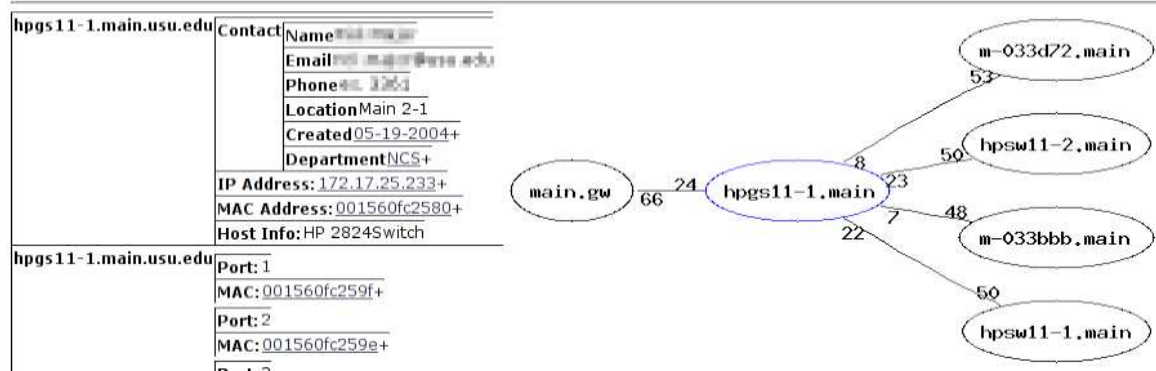 hpgs11-1.main.usu.edu
Contact
Name
Email
Phone
Location Main 2-1
Created 05-19-2004+
Department NCS+
IP Address: 172.17.25.233+
MAC Address: 001560fc2580+
Host Info: HP 2824Switch
hpgs11-1.main.usu.edu
Port: 1
MAC: 001560fc259f+
Port: 2
MAC: 001560fc259e+
main.gw
66
24
hpgs11-1.main
8
53
m-033d72.main
23
50
hpsw11-2.main
7
48
m-033bbb.main
22
50
hpsw11-1.main